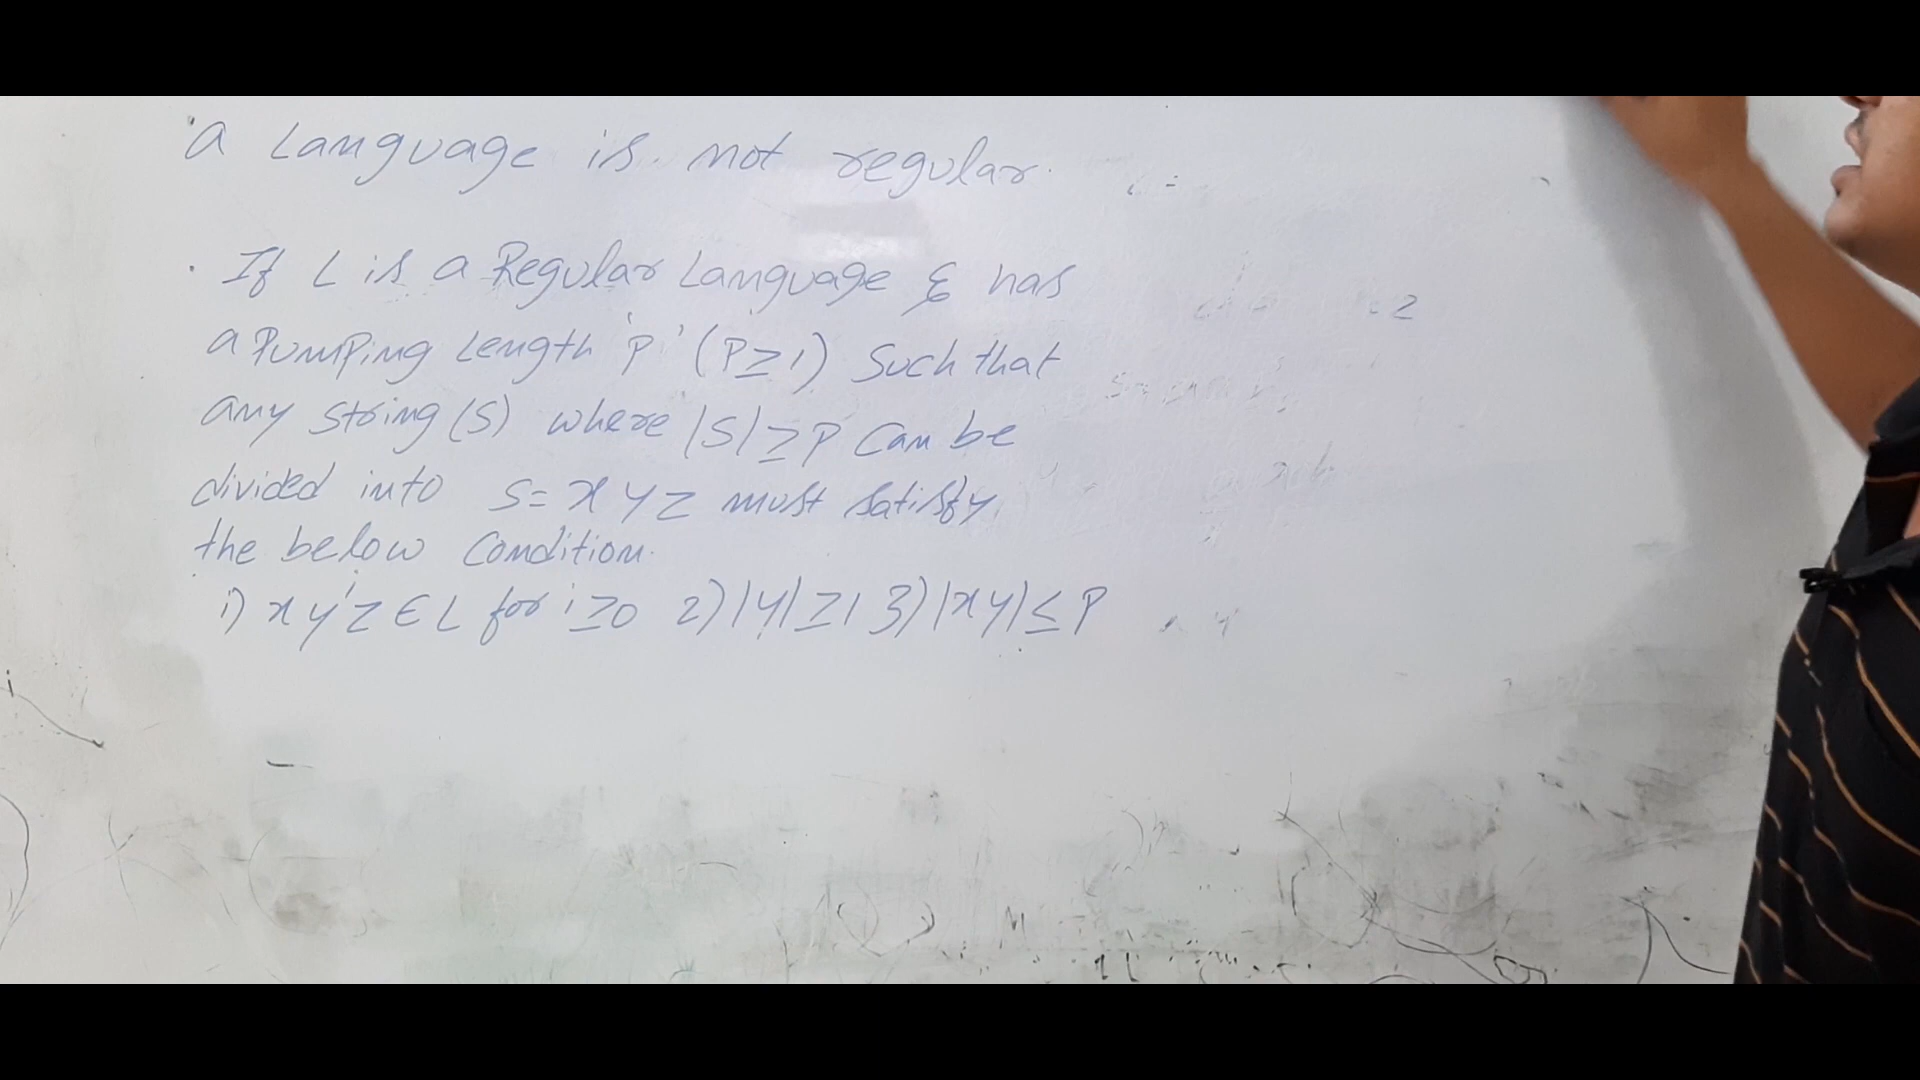 a Language is not regular.
. If L is a Regular Language & has
a Pumping Length 'p' (P≥1) Such that
any string (S) where |S|≥P Can be
divided into S= x y z must satisfy
the below Condition.
i) x yⁱ z ∈ L for i ≥0 2) |y| ≥1 3) |xy| ≤ P